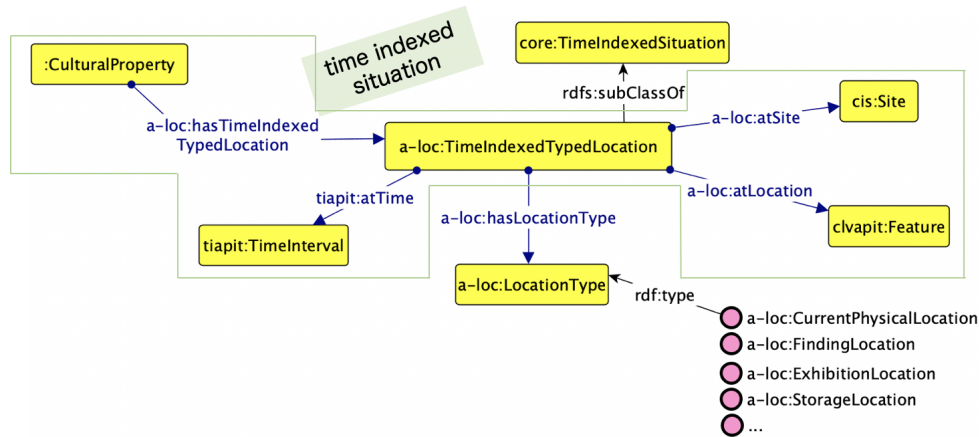 time indexed
situation
core:TimeIndexedSituation
:CulturalProperty
rdfs:subClassOf
cis:Site
a-loc:atSite
a-loc:hasTimeIndexed
TypedLocation
a-loc:TimeIndexedTypedLocation
a-loc:atLocation
tiapit:atTime
a-loc:hasLocationType
clvapit:Feature
tiapit:TimeInterval
a-loc:LocationType
rdf:type
a-loc:CurrentPhysicalLocation
a-loc:FindingLocation
a-loc:ExhibitionLocation
a-loc:StorageLocation
...